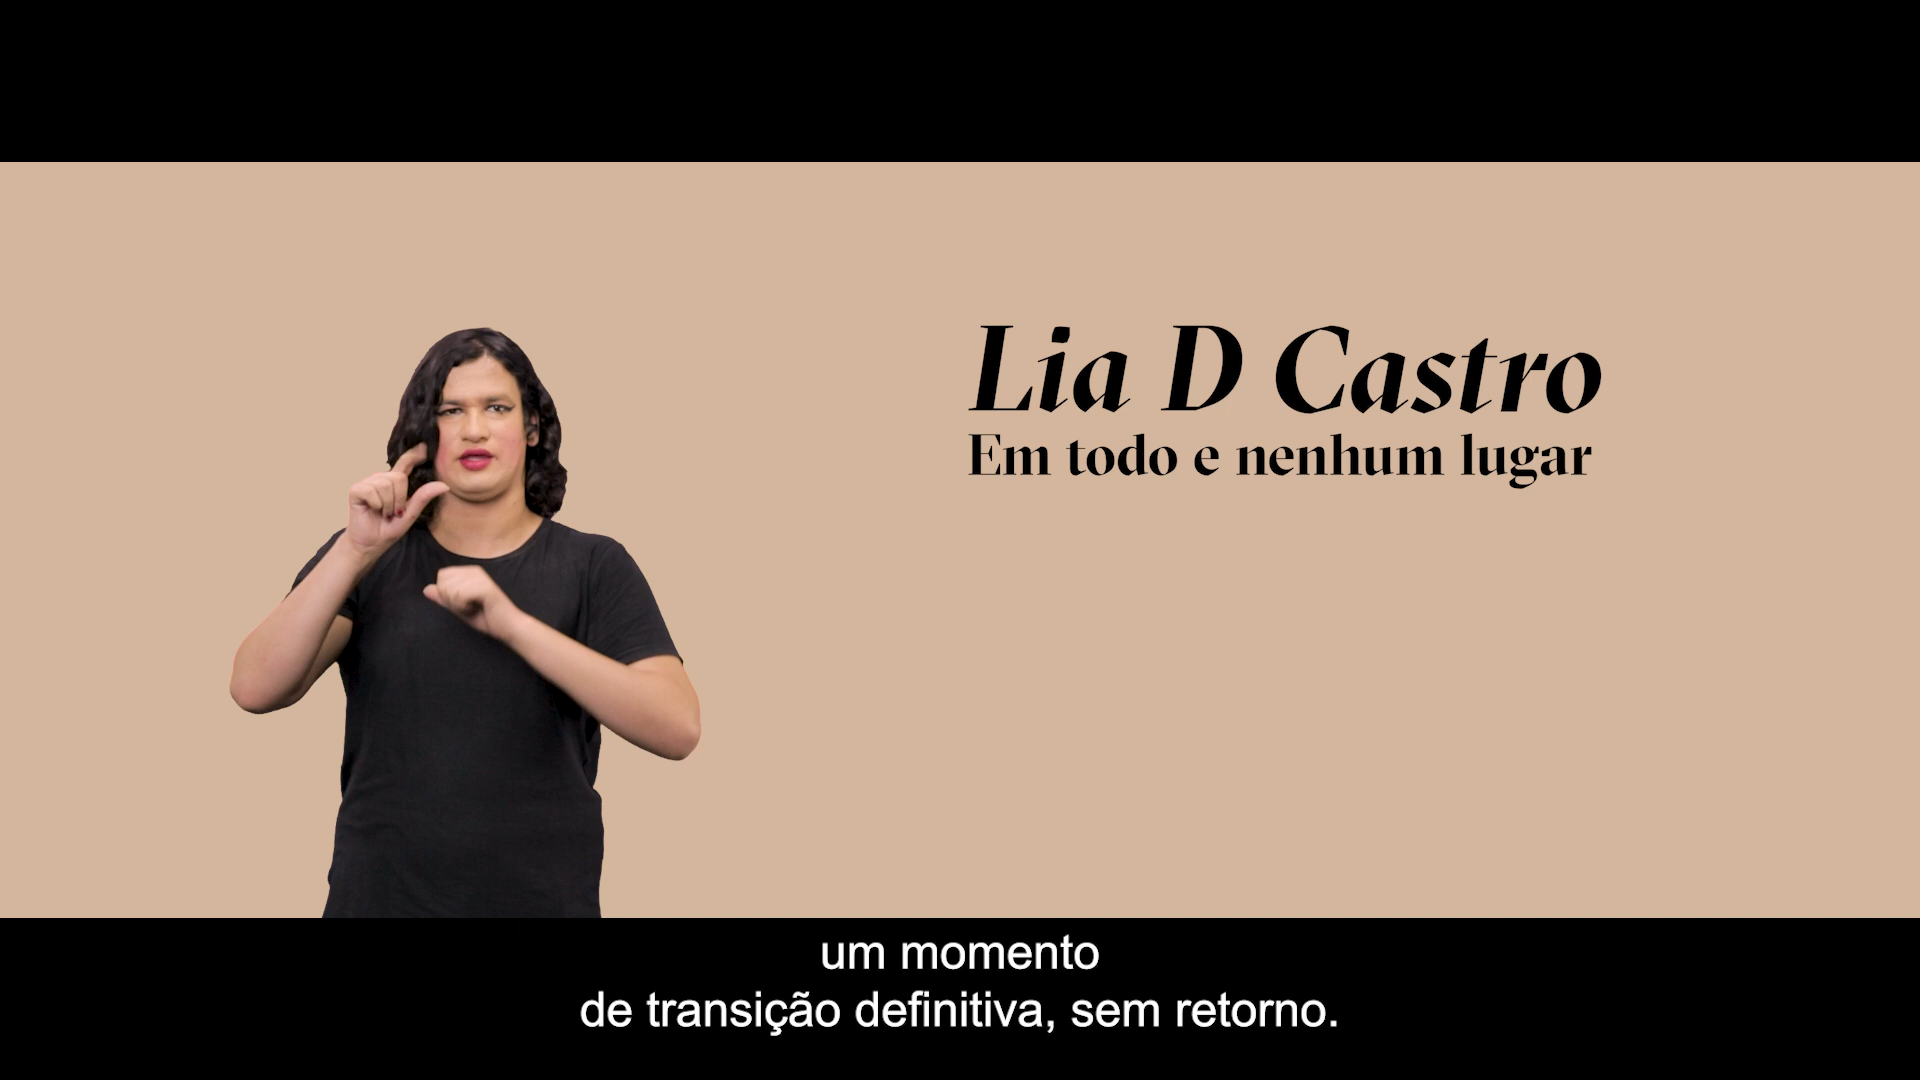 Lia D Castro
Em todo e nenhum lugar
um momento
de transição definitiva, sem retorno.